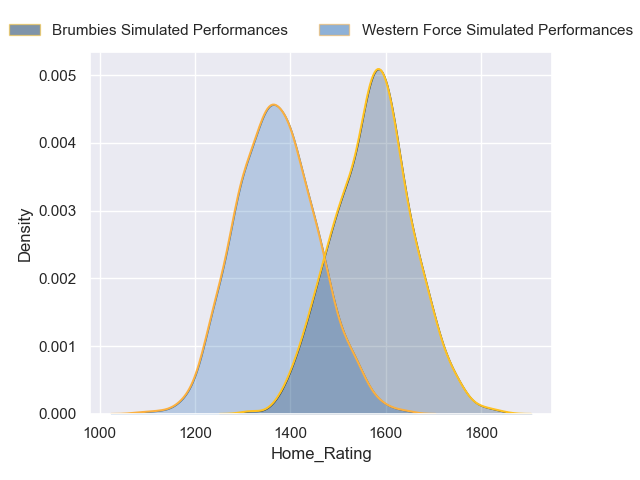 Brumbies Simulated Performances Western Force Simulated Performances
0.005
0.004
0.003
0.002
0.001
0.000
Density
1000 1200 1400 1600 1800
Home_Rating